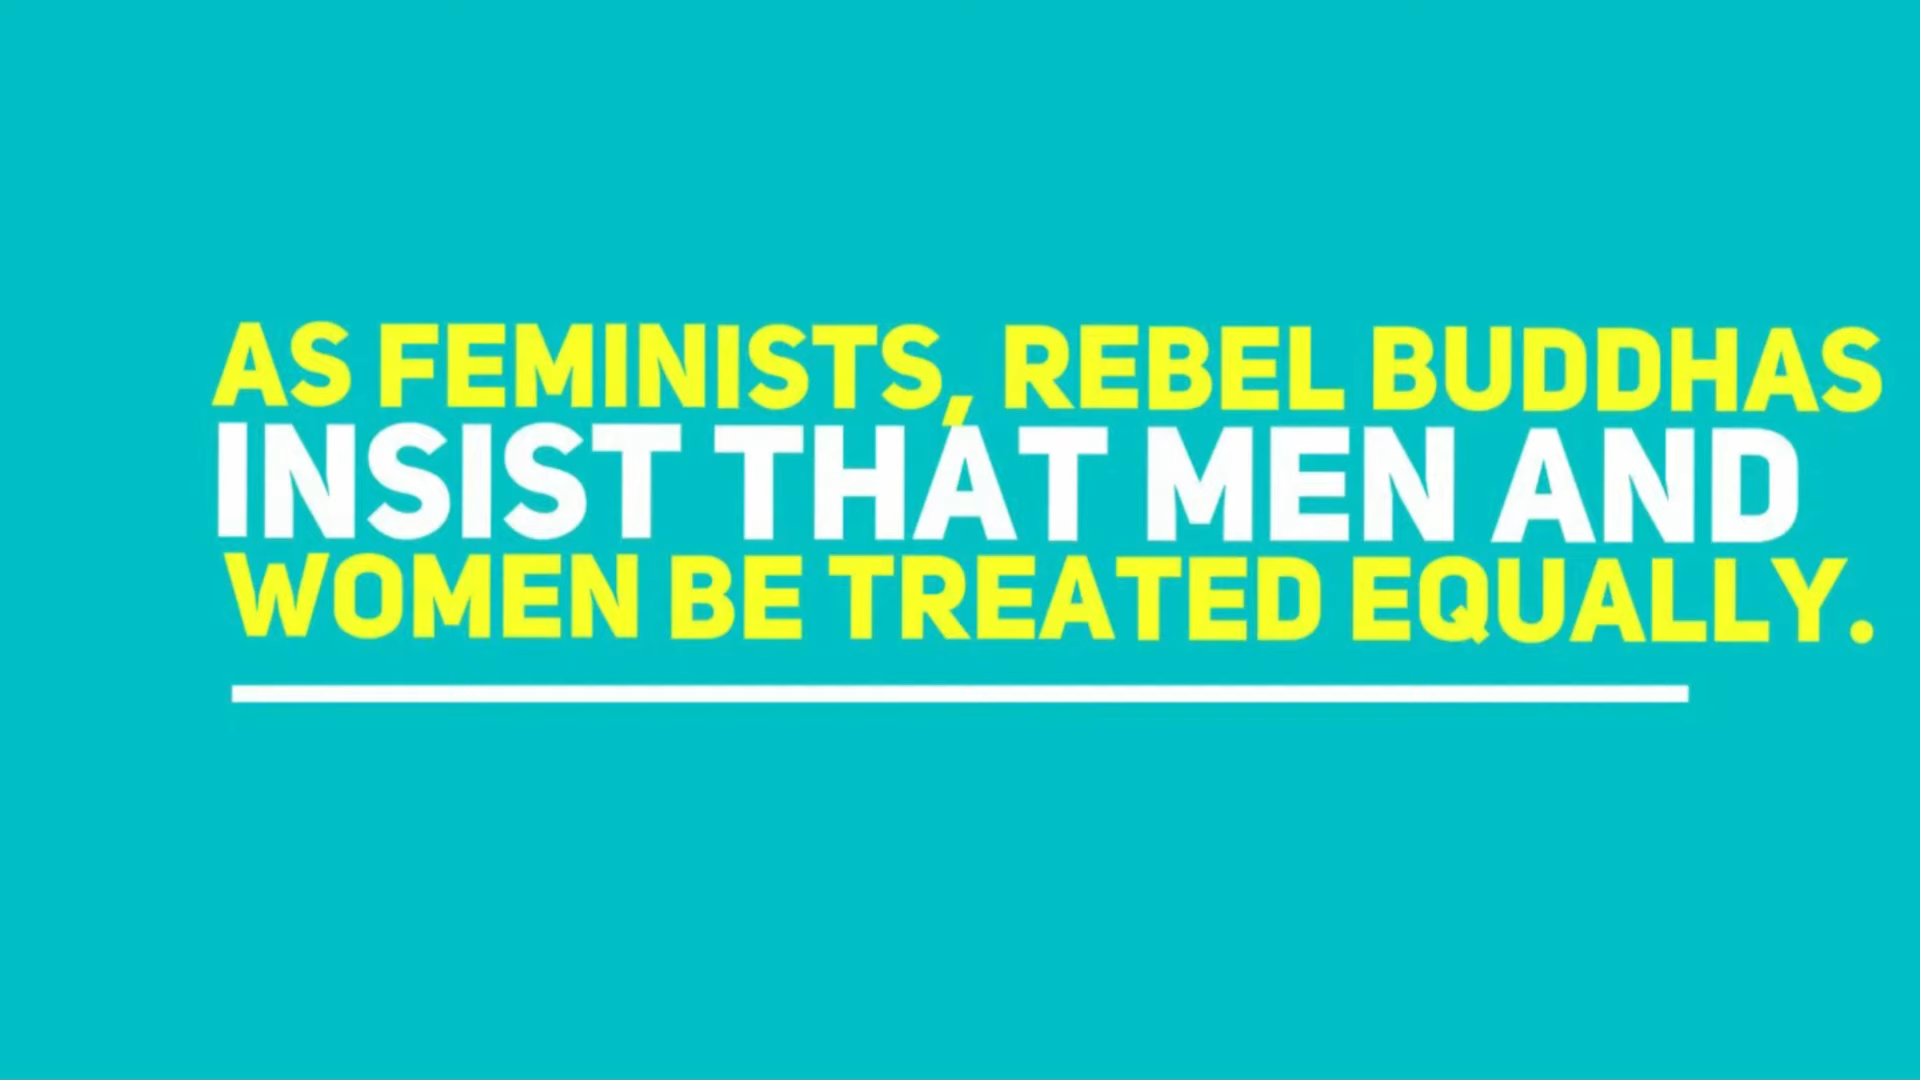 AS FEMINISTS, REBEL BUDDHAS
INSIST THAT MEN AND
WOMEN BE TREATED EQUALLY.